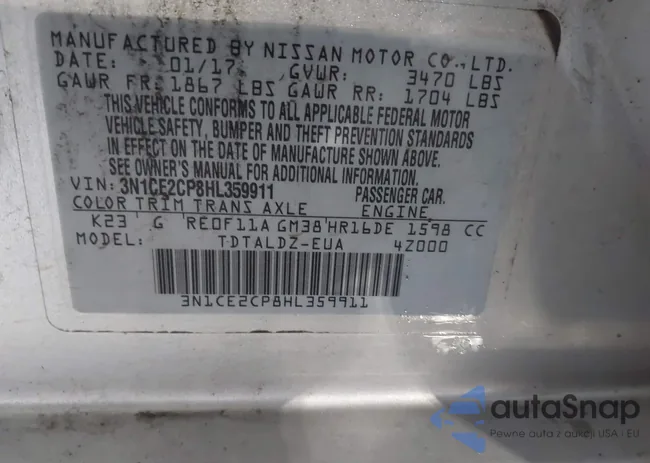 MANUFACTURED BY NISSAN MOTOR CO.,LTD.
DATE: 01/17 GVWR: 3470 LBS
GAWR FR: 1867 LBS GAWR RR: 1704 LBS
THIS VEHICLE CONFORMS TO ALL APPLICABLE FEDERAL MOTOR
VEHICLE SAFETY, BUMPER AND THEFT PREVENTION STANDARDS
IN EFFECT ON THE DATE OF MANUFACTURE SHOWN ABOVE.
SEE OWNER'S MANUAL FOR ADDITIONAL INFORMATION.
VIN: 3N1CE2CP8HL359911 PASSENGER CAR.
COLOR TRIM TRANS AXLE ENGINE
K23 G RE0F11A GM38 HR16DE 1598 CC
MODEL: TDTALDZ-EUA 4Z000
3N1CE2CP8HL359911
autaSnap
Pewne auta z aukcji USA · EU